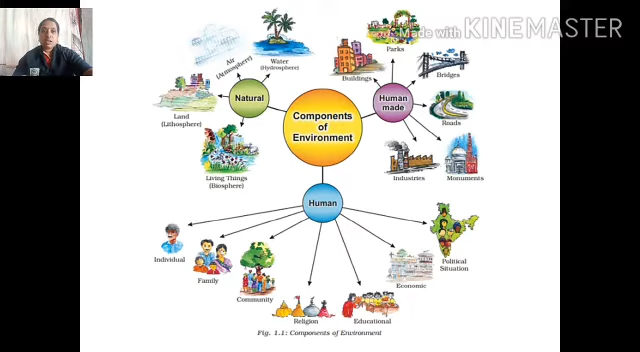 Made with KINEMASTER
Air
(Atmosphere)
Water
(Hydrosphere)
Natural
Land
(Lithosphere)
Living Things
(Biosphere)
Components
of
Environment
Parks
Buildings
Bridges
Human
made
Roads
Industries
Monuments
Human
Individual
Family
Community
Religion
Educational
Economic
Political
Situation
Fig. 1.1: Components of Environment